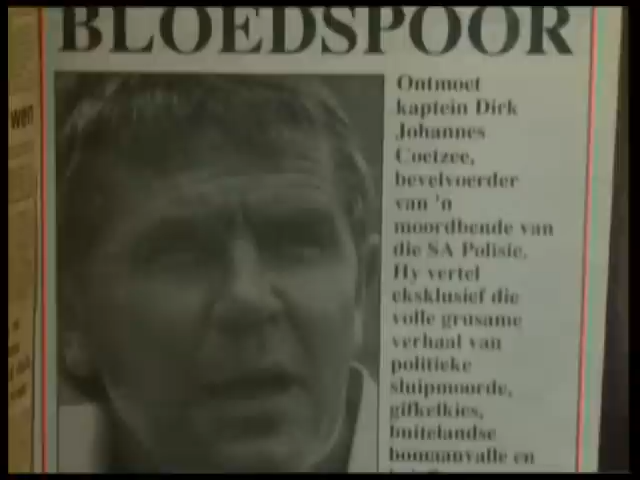 BLOEDSPOOR
Ontmoet
kaptein Dirk
Johannes
Coetzee,
bevelvoerder
van 'n
moordbende van
die SA Polisie.
Hy vertel
eksklusief die
volle grusame
verhaal van
politieke
sluipmoorde,
gifkelkies,
buitelandse
bomaanvalle en
wen